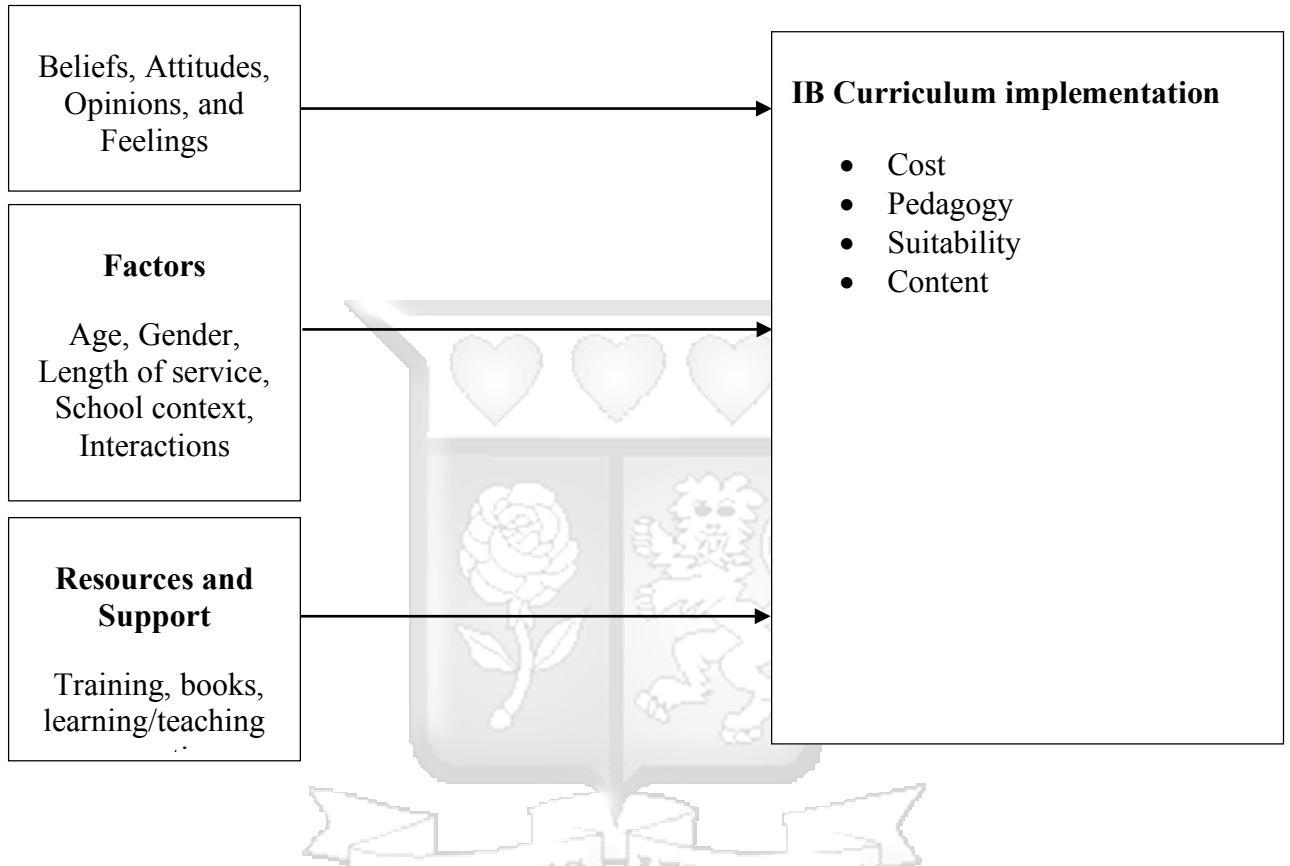 Beliefs, Attitudes,
Opinions, and
Feelings
Factors
Age, Gender,
Length of service,
School context,
Interactions
Resources and
Support
Training, books,
learning/teaching
IB Curriculum implementation
• Cost
• Pedagogy
• Suitability
• Content